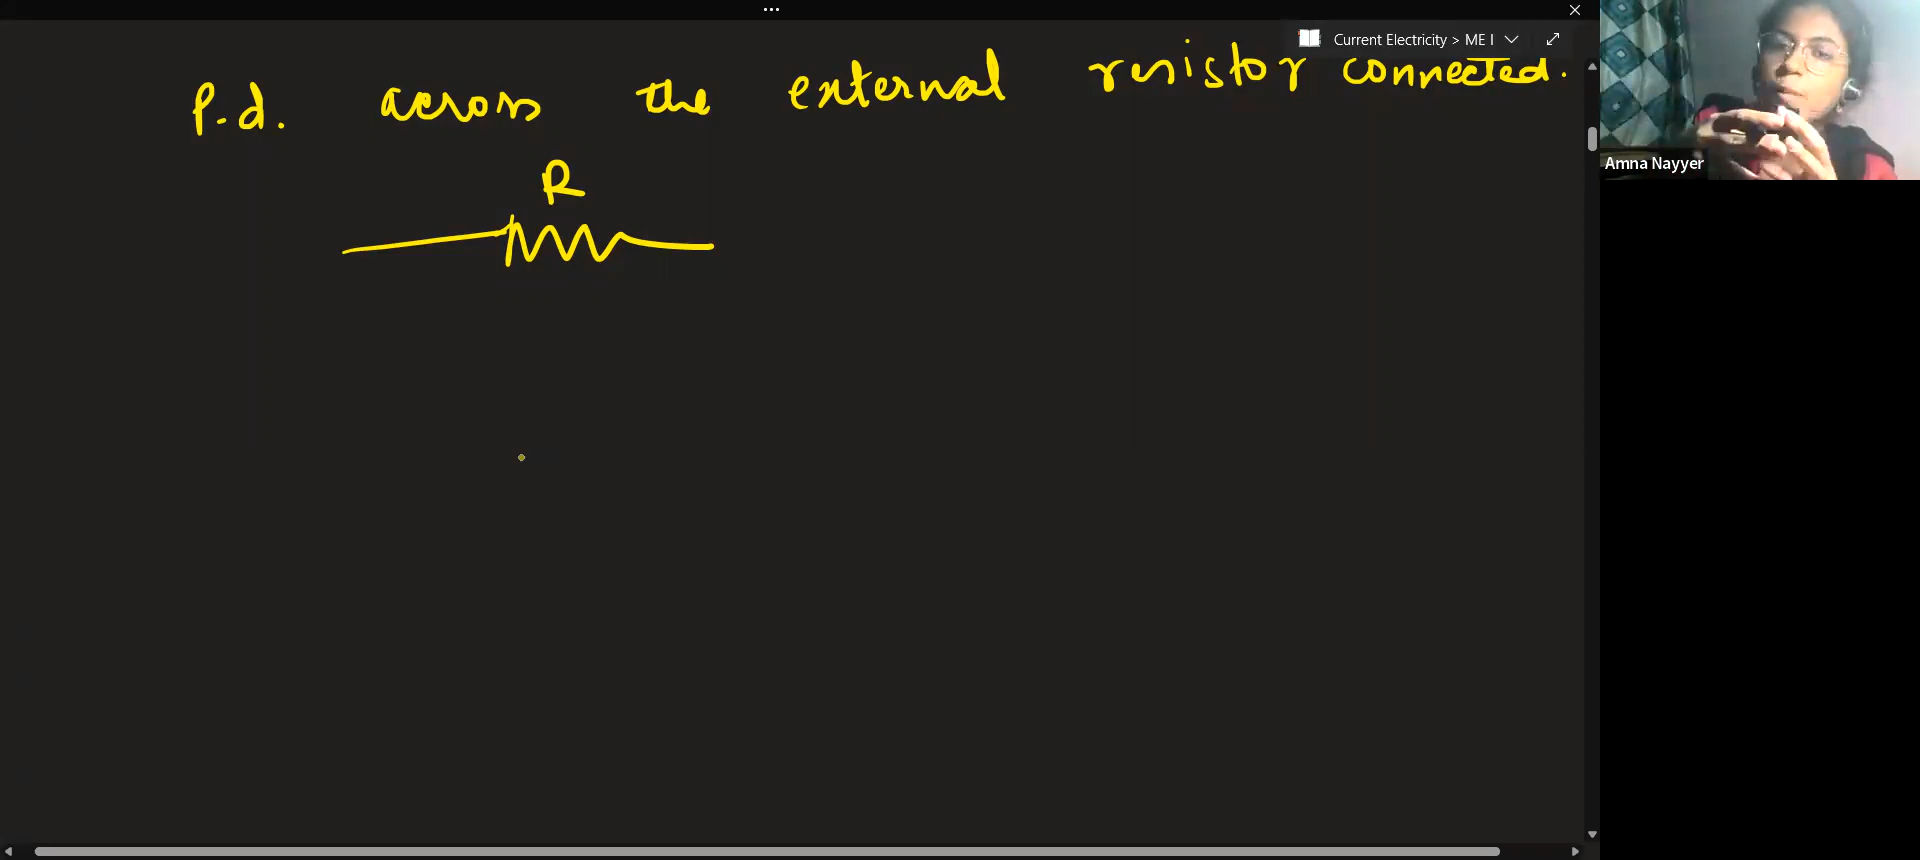 Current Electricity > ME I
P.d. across the external resistor connected.
R
Amna Nayyer